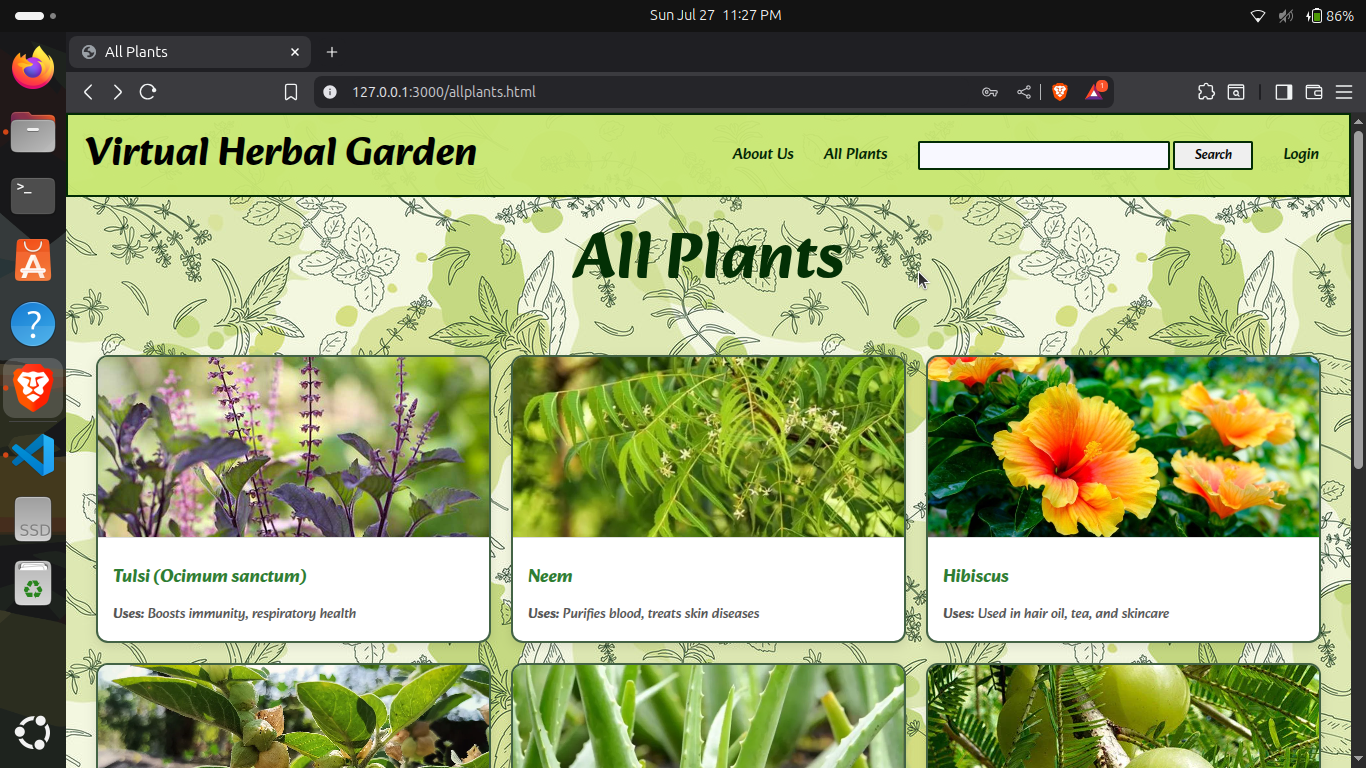 Sun Jul 27 11:27 PM
86%
All Plants
127.0.0.1:3000/allplants.html
1
Virtual Herbal Garden
About Us
All Plants
Search
Login
All Plants
Tulsi (Ocimum sanctum)
Uses: Boosts immunity, respiratory health
Neem
Uses: Purifies blood, treats skin diseases
Hibiscus
Uses: Used in hair oil, tea, and skincare
>_
?
SSD